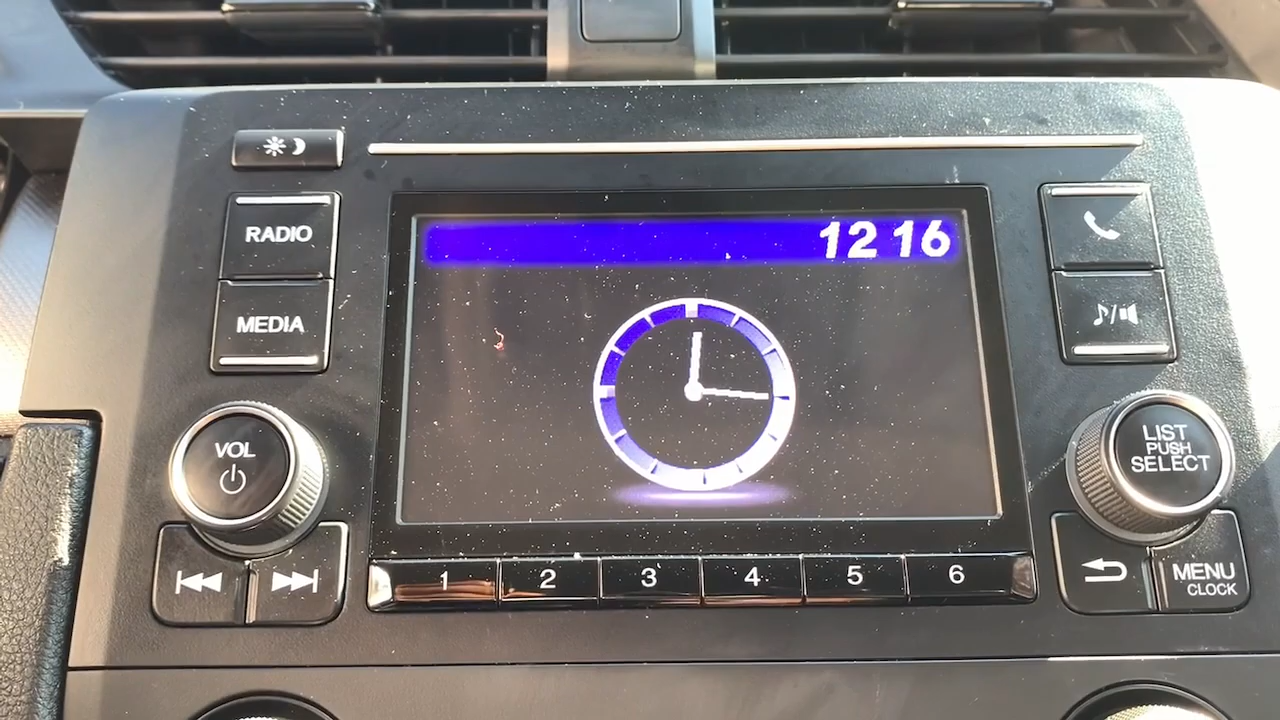 12 16
RADIO
MEDIA
VOL
LIST
PUSH
SELECT
1 2 3 4 5 6
MENU
CLOCK